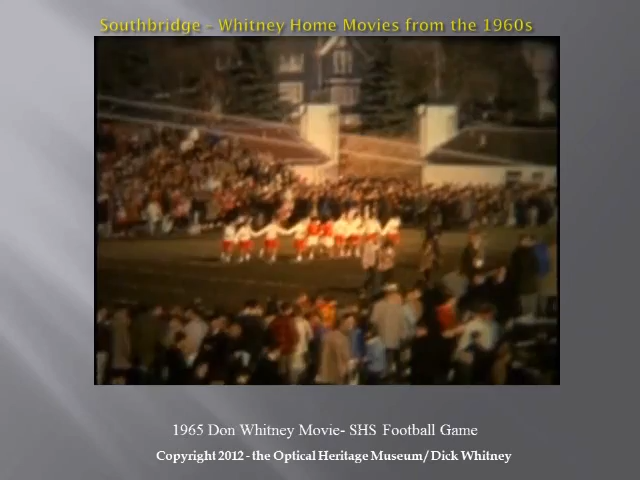 Southbridge - Whitney Home Movies from the 1960s
1965 Don Whitney Movie- SHS Football Game
Copyright 2012 - the Optical Heritage Museum / Dick Whitney